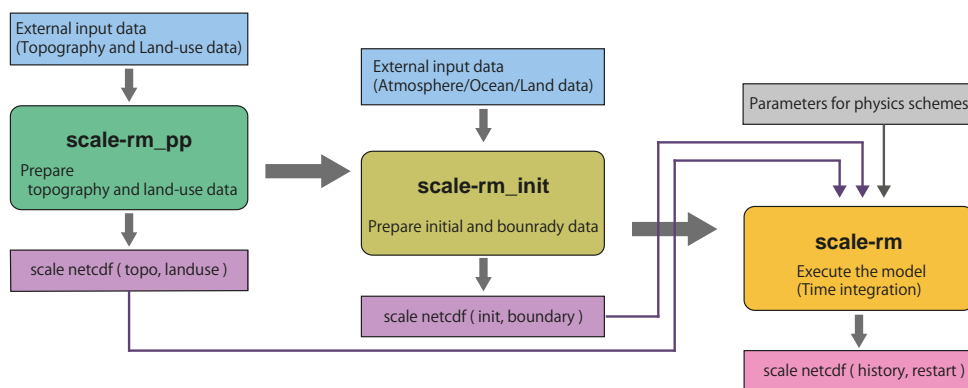 External input data
(Topography and Land-use data)
scale-rm_pp
Prepare
topography and land-use data
scale netcdf ( topo, landuse )
External input data
(Atmosphere/Ocean/Land data)
scale-rm_init
Prepare initial and bounrady data
scale netcdf ( init, boundary )
Parameters for physics schemes
scale-rm
Execute the model
(Time integration)
scale netcdf ( history, restart )